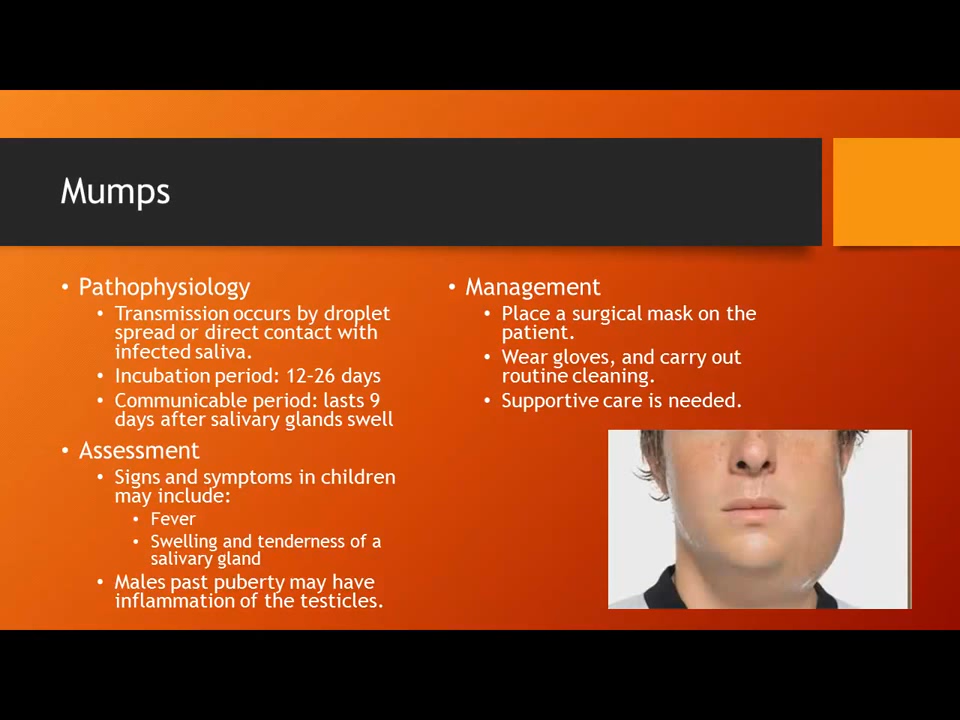 Mumps
• Pathophysiology
• Transmission occurs by droplet
spread or direct contact with
infected saliva.
• Incubation period: 12–26 days
• Communicable period: lasts 9
days after salivary glands swell
• Assessment
• Signs and symptoms in children
may include:
• Fever
• Swelling and tenderness of a
salivary gland
• Males past puberty may have
inflammation of the testicles.
• Management
• Place a surgical mask on the
patient.
• Wear gloves, and carry out
routine cleaning.
• Supportive care is needed.